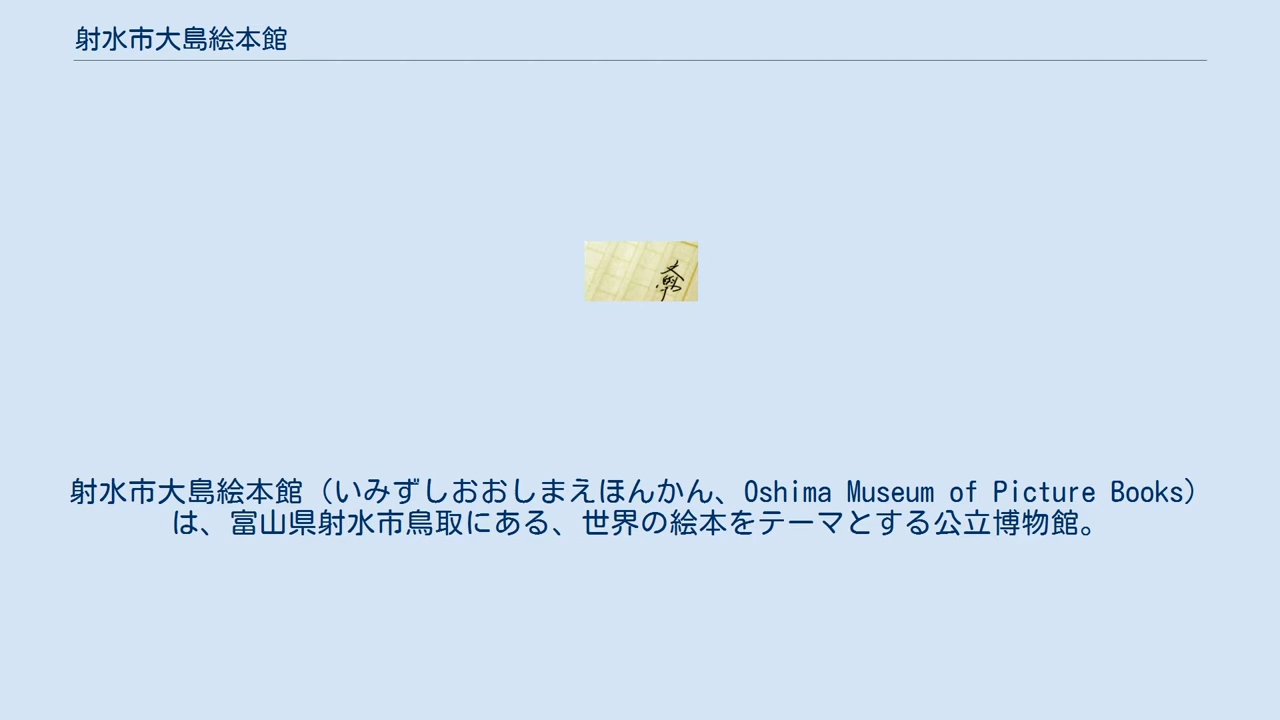 射水市大島絵本館
射水市大島絵本館（いみずしおおしまえほんかん、Oshima Museum of Picture Books）
は、富山県射水市鳥取にある、世界の絵本をテーマとする公立博物館。